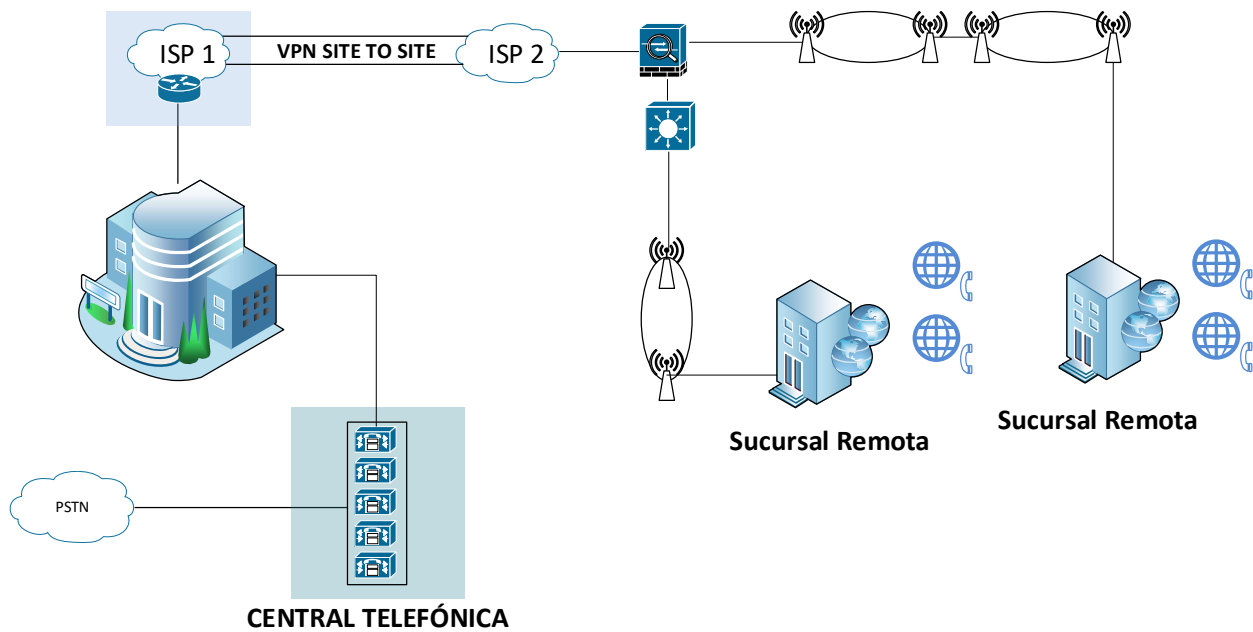 ISP 1
VPN SITE TO SITE
ISP 2
Sucursal Remota
Sucursal Remota
PSTN
CENTRAL TELEFÓNICA